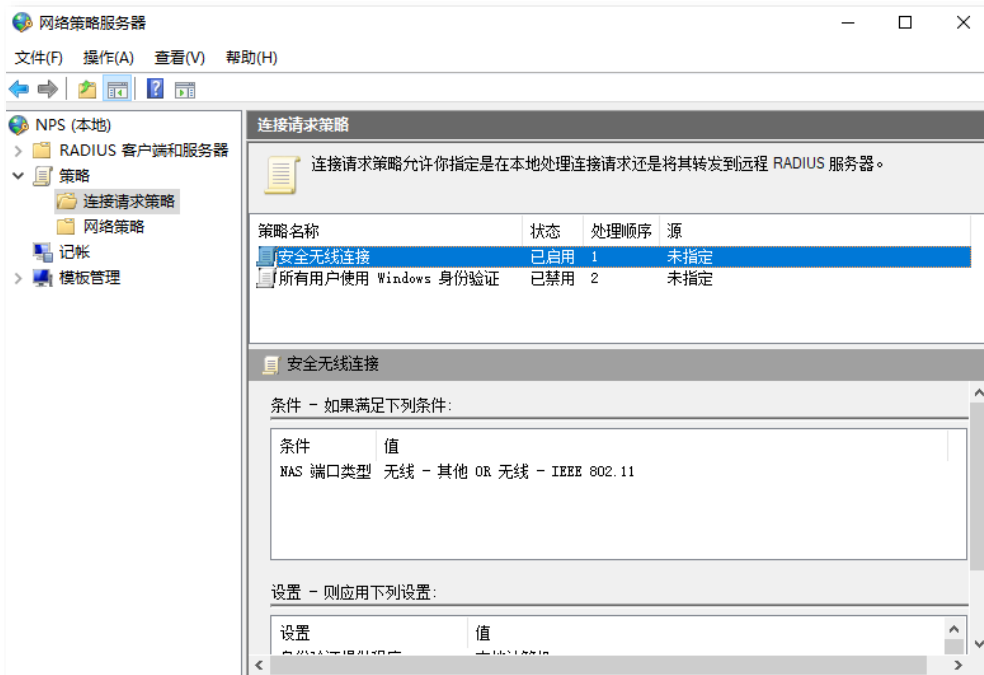 网络策略服务器
文件(F) 操作(A) 查看(V) 帮助(H)
NPS (本地)
RADIUS 客户端和服务器
策略
连接请求策略
网络策略
记帐
模板管理
连接请求策略
连接请求策略允许你指定是在本地处理连接请求还是将其转发到远程 RADIUS 服务器。
策略名称 状态 处理顺序 源
安全无线连接 已启用 1 未指定
所有用户使用 Windows 身份验证 已禁用 2 未指定
安全无线连接
条件 - 如果满足下列条件:
条件 值
NAS 端口类型 无线 - 其他 OR 无线 - IEEE 802.11
设置 - 则应用下列设置:
设置 值